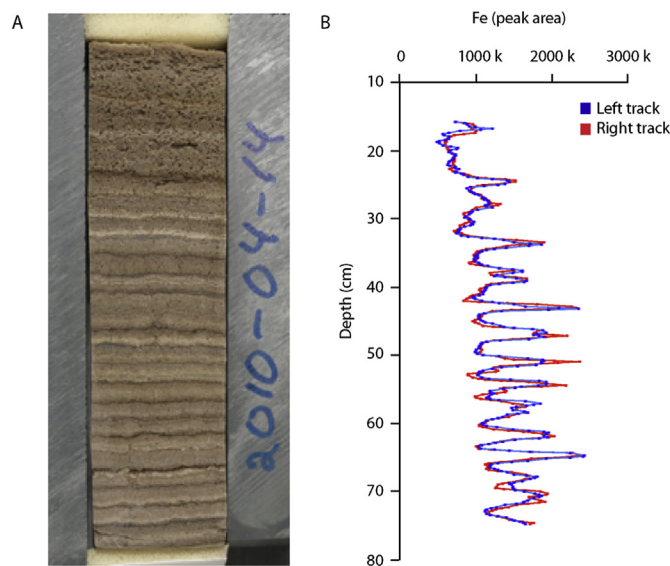 A
2010-04-14
B
Fe (peak area)
0 1000 k 2000 k 3000 k
10
Left track
Right track
20
30
40
50
60
70
80
Depth (cm)